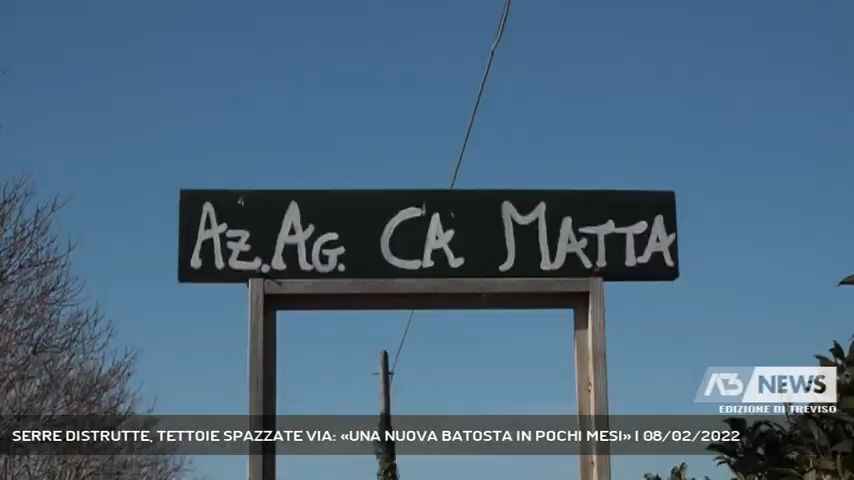 AZ. AG. CÀ MATTA
A3 NEWS
EDIZIONE DI TREVISO
SERRE DISTRUTTE, TETTOIE SPAZZATE VIA: «UNA NUOVA BATOSTA IN POCHI MESI» | 08/02/2022